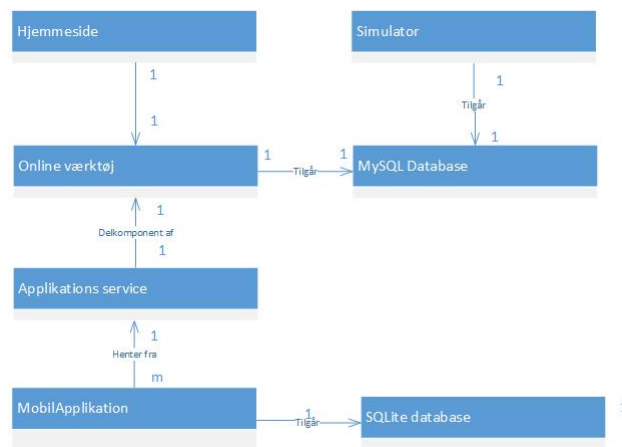 Hjemmeside
Simulator
1
1
Tilgår
1
1
Online værktøj
1
Tilgår
1
MySQL Database
1
Delkomponent af
1
Applikations service
1
Henter fra
m
MobilApplikation
1
Tilgår
SQLite database